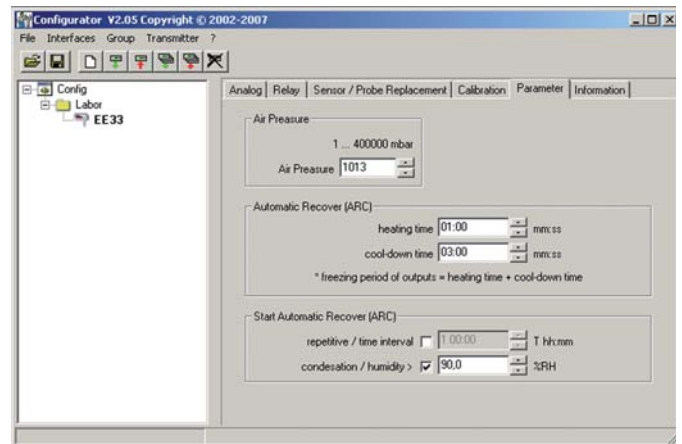 Configurator V2.05 Copyright © 2002-2007
File Interfaces Group Transmitter ?
Config
Labor
EE33
Analog Relay Sensor / Probe Replacement Calibration Parameter Information
Air Preasure
1 ... 400000 mbar
Air Preasure 1013
Automatic Recover (ARC)
heating time 01:00 mm:ss
cool-down time 03:00 mm:ss
* freezing period of outputs = heating time + cool-down time
Start Automatic Recover (ARC)
repetitive / time interval 1 00:00 T hh:mm
condesation / humidity > 90,0 %RH